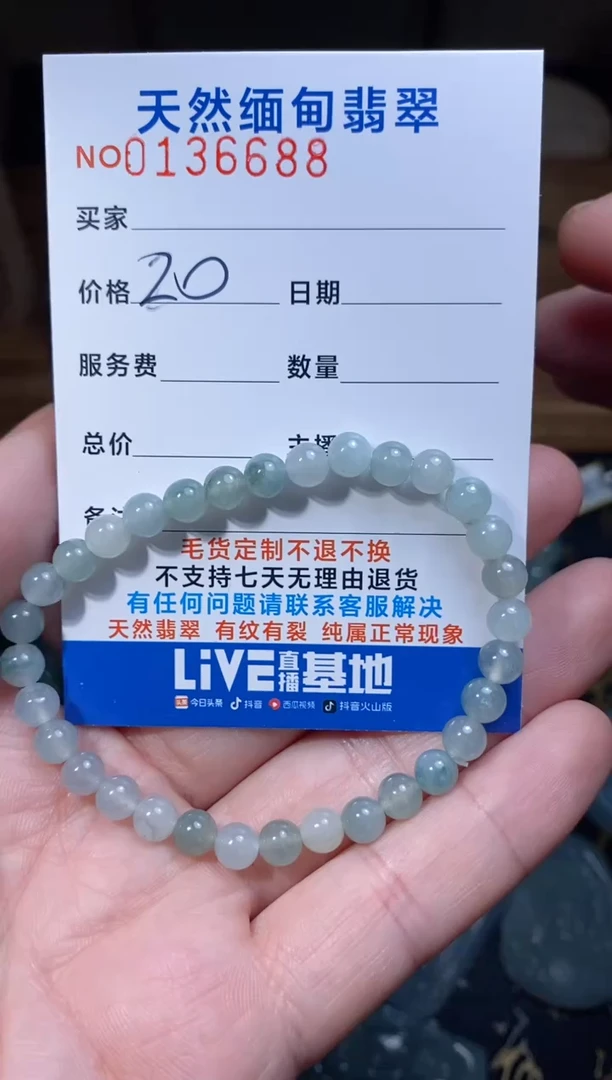 天然缅甸翡翠
NO0136688
买家
价格20 日期
服务费 数量
总价 主播
备注
毛货定制不退不换
不支持七天无理由退货
有任何问题请联系客服解决
天然翡翠 有纹有裂 纯属正常现象
LiVE直播基地
今日头条 抖音 西瓜视频 抖音火山版